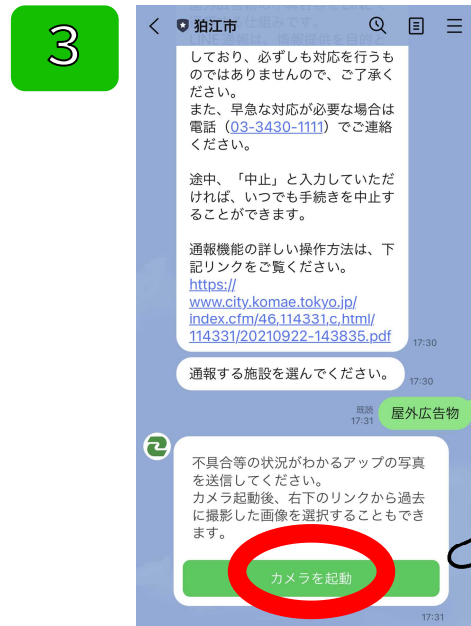 3
狛江市
しており、必ずしも対応を行うも
のではありませんので、ご了承く
ださい。
また、早急な対応が必要な場合は
電話（03-3430-1111）でご連絡
ください。
途中、「中止」と入力していただ
ければ、いつでも手続きを中止す
ることができます。
通報機能の詳しい操作方法は、下
記リンクをご覧ください。
https://
www.city.komae.tokyo.jp/
index.cfm/46,114331,c,html/
114331/20210922-143835.pdf
17:30
通報する施設を選んでください。
17:30
既読
17:31
屋外広告物
不具合等の状況がわかるアップの写真
を送信してください。
カメラ起動後、右下のリンクから過去
に撮影した画像を選択することもでき
ます。
カメラを起動
17:31